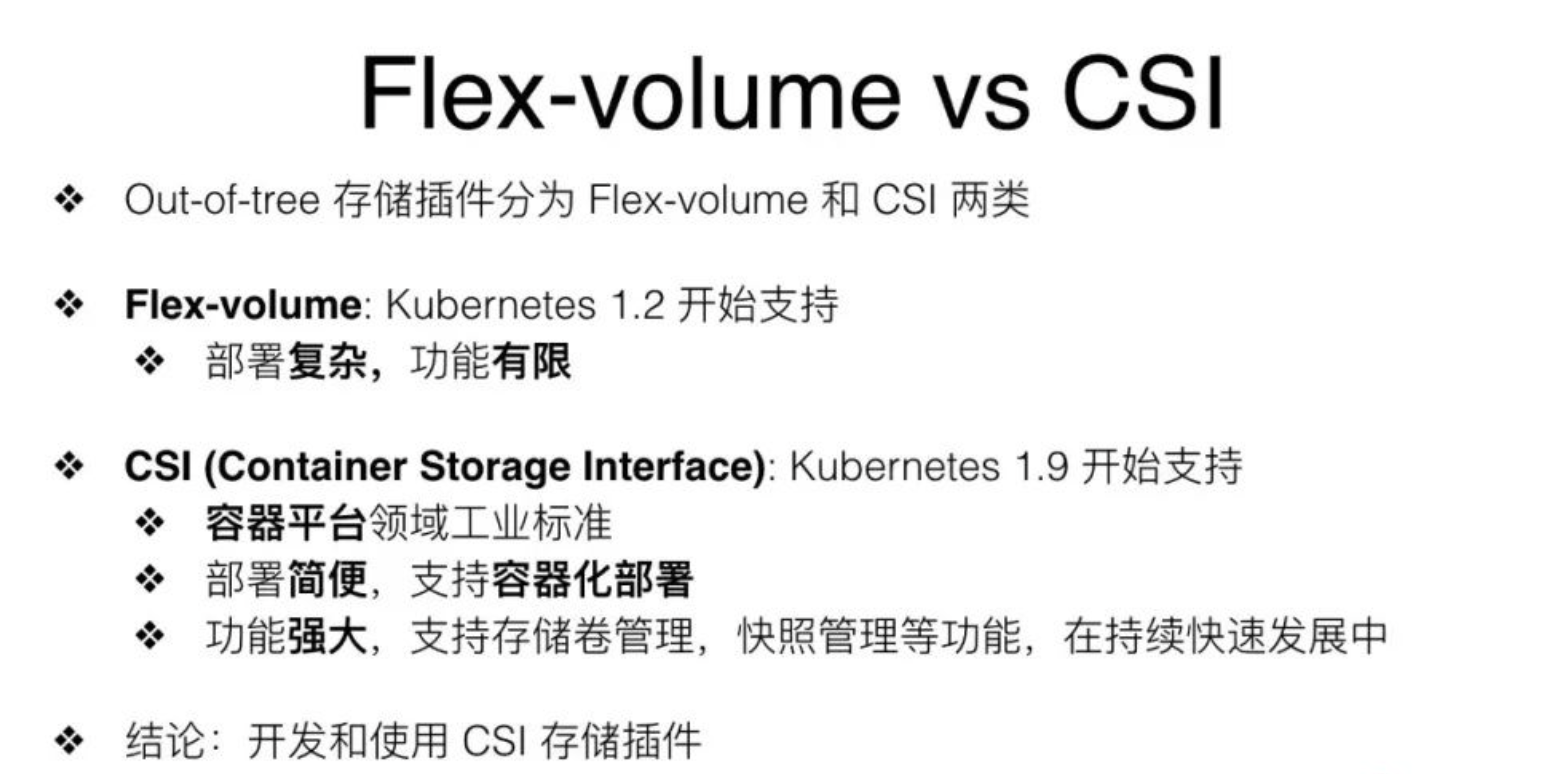 Flex-volume vs CSI
❖ Out-of-tree 存储插件分为 Flex-volume 和 CSI 两类
❖ Flex-volume: Kubernetes 1.2 开始支持
❖ 部署复杂，功能有限
❖ CSI (Container Storage Interface): Kubernetes 1.9 开始支持
❖ 容器平台领域工业标准
❖ 部署简便，支持容器化部署
❖ 功能强大，支持存储卷管理，快照管理等功能，在持续快速发展中
❖ 结论：开发和使用 CSI 存储插件